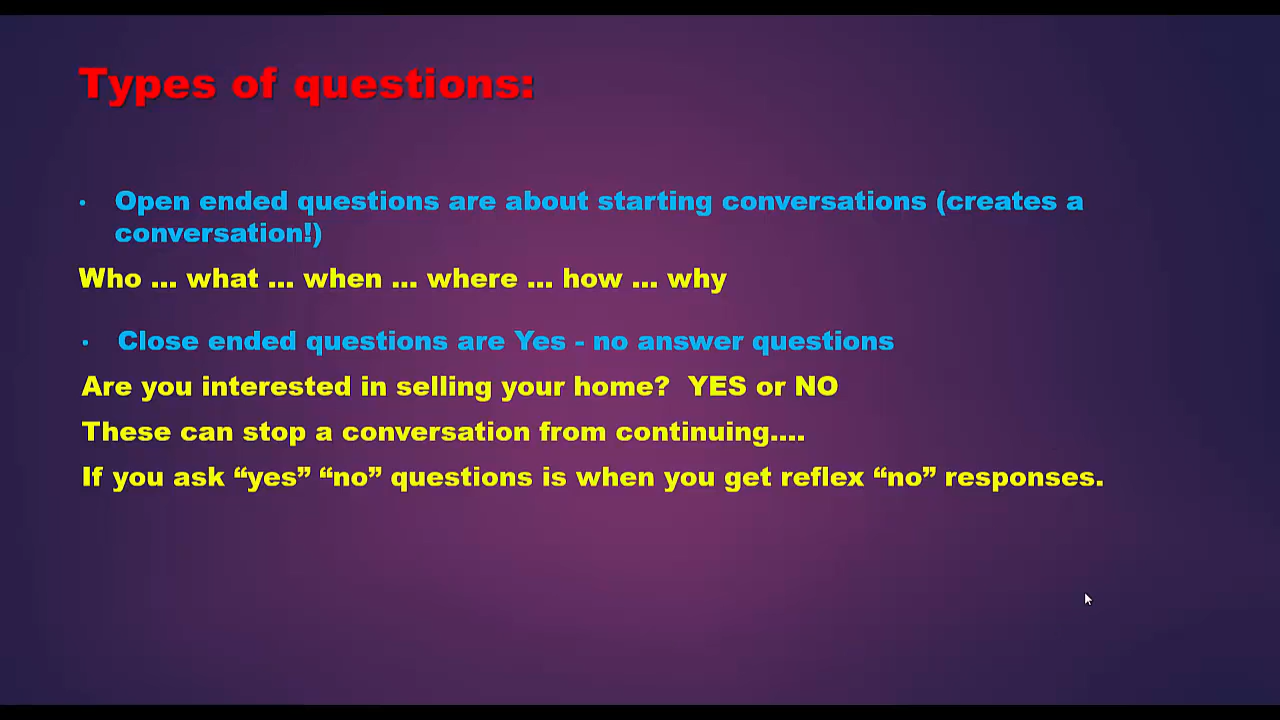 Types of questions:
• Open ended questions are about starting conversations (creates a
conversation!)
Who ... what ... when ... where ... how ... why
• Close ended questions are Yes - no answer questions
Are you interested in selling your home?  YES or NO
These can stop a conversation from continuing....
If you ask “yes” “no” questions is when you get reflex “no” responses.